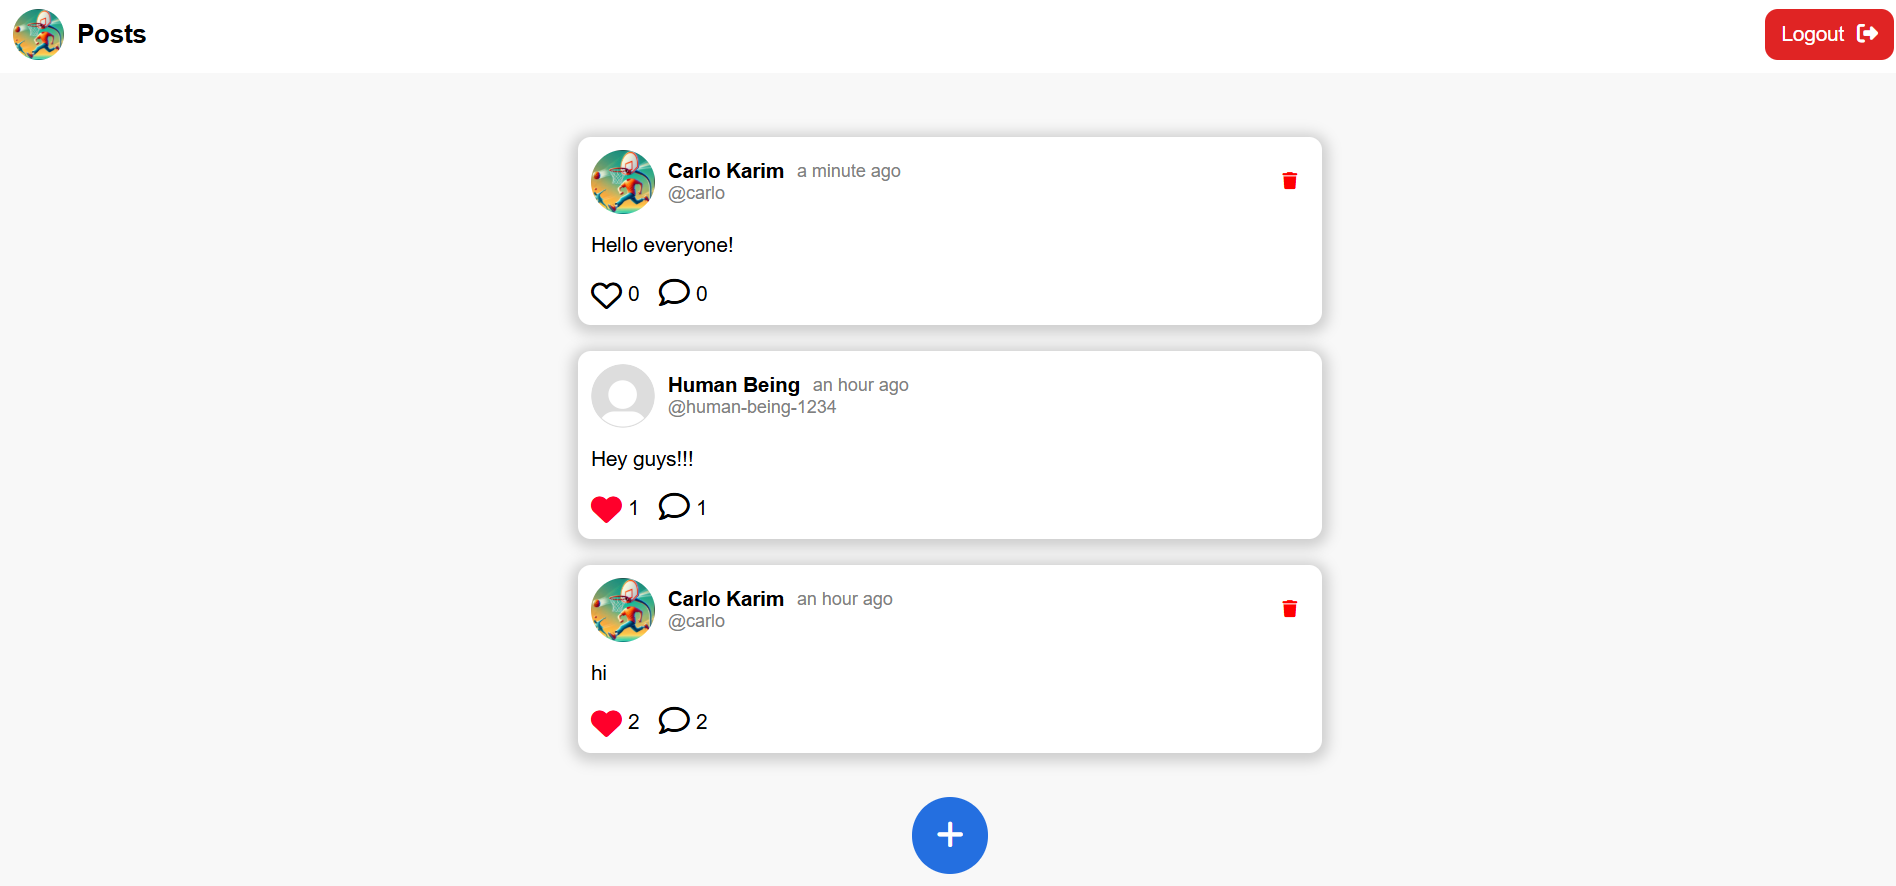 Posts
Logout
Carlo Karim a minute ago
@carlo
Hello everyone!
0 0
Human Being an hour ago
@human-being-1234
Hey guys!!!
1 1
Carlo Karim an hour ago
@carlo
hi
2 2